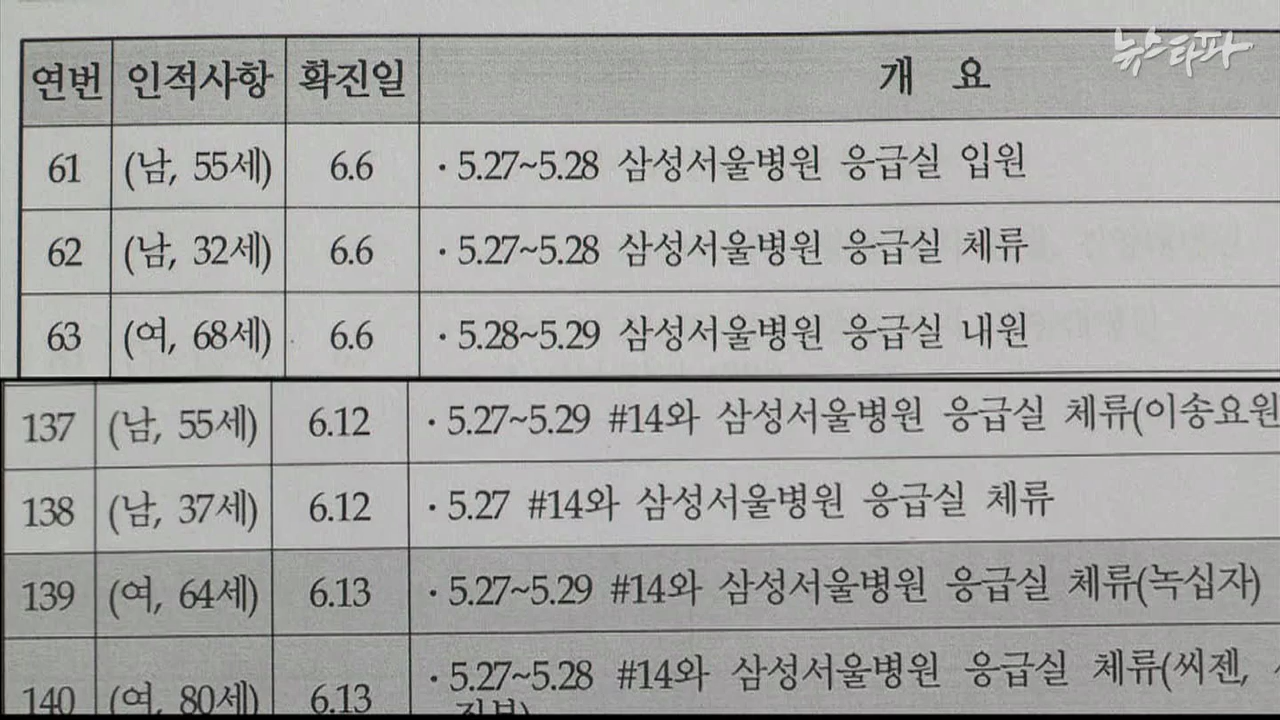 뉴스타파
연번 인적사항 확진일 개 요
61 (남, 55세) 6.6 · 5.27~5.28 삼성서울병원 응급실 입원
62 (남, 32세) 6.6 · 5.27~5.28 삼성서울병원 응급실 체류
63 (여, 68세) 6.6 · 5.28~5.29 삼성서울병원 응급실 내원
137 (남, 55세) 6.12 · 5.27~5.29 #14와 삼성서울병원 응급실 체류(이송요원
138 (남, 37세) 6.12 · 5.27 #14와 삼성서울병원 응급실 체류
139 (여, 64세) 6.13 · 5.27~5.29 #14와 삼성서울병원 응급실 체류(녹십자)
140 (여, 80세) 6.13 · 5.27~5.28 #14와 삼성서울병원 응급실 체류(씨젠,